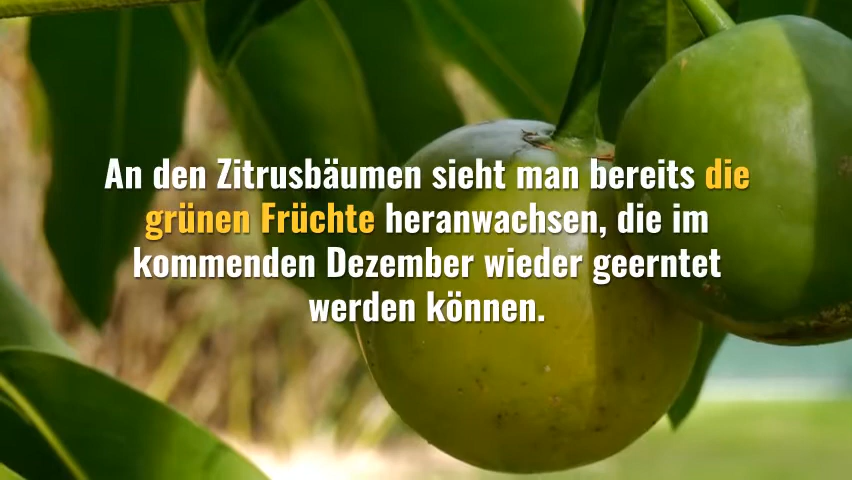 An den Zitrusbäumen sieht man bereits die
grünen Früchte heranwachsen, die im
kommenden Dezember wieder geerntet
werden können.